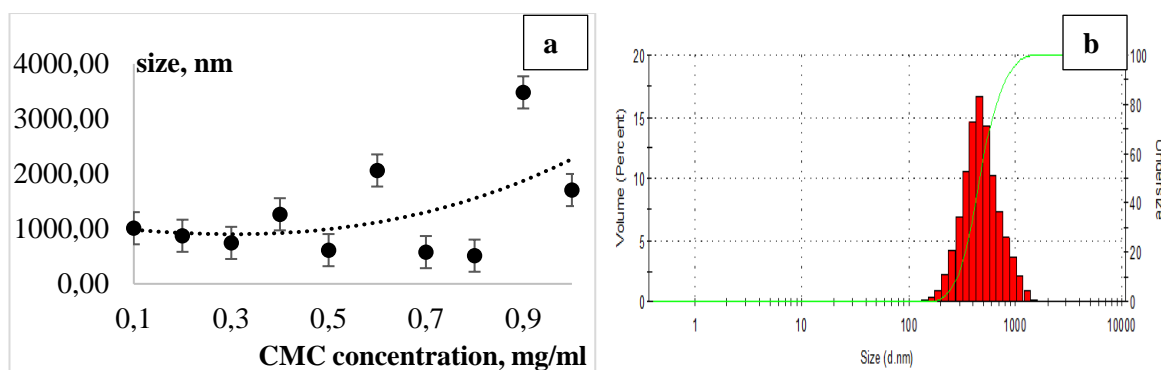 a
size, nm
4000,00
3000,00
2000,00
1000,00
0,00
0,1 0,3 0,5 0,7 0,9
CMC concentration, mg/ml
b
Volume (Percent)
20
15
10
5
0
100
80
60
40
20
0
Undersize
1 10 100 1000 10000
Size (d.nm)